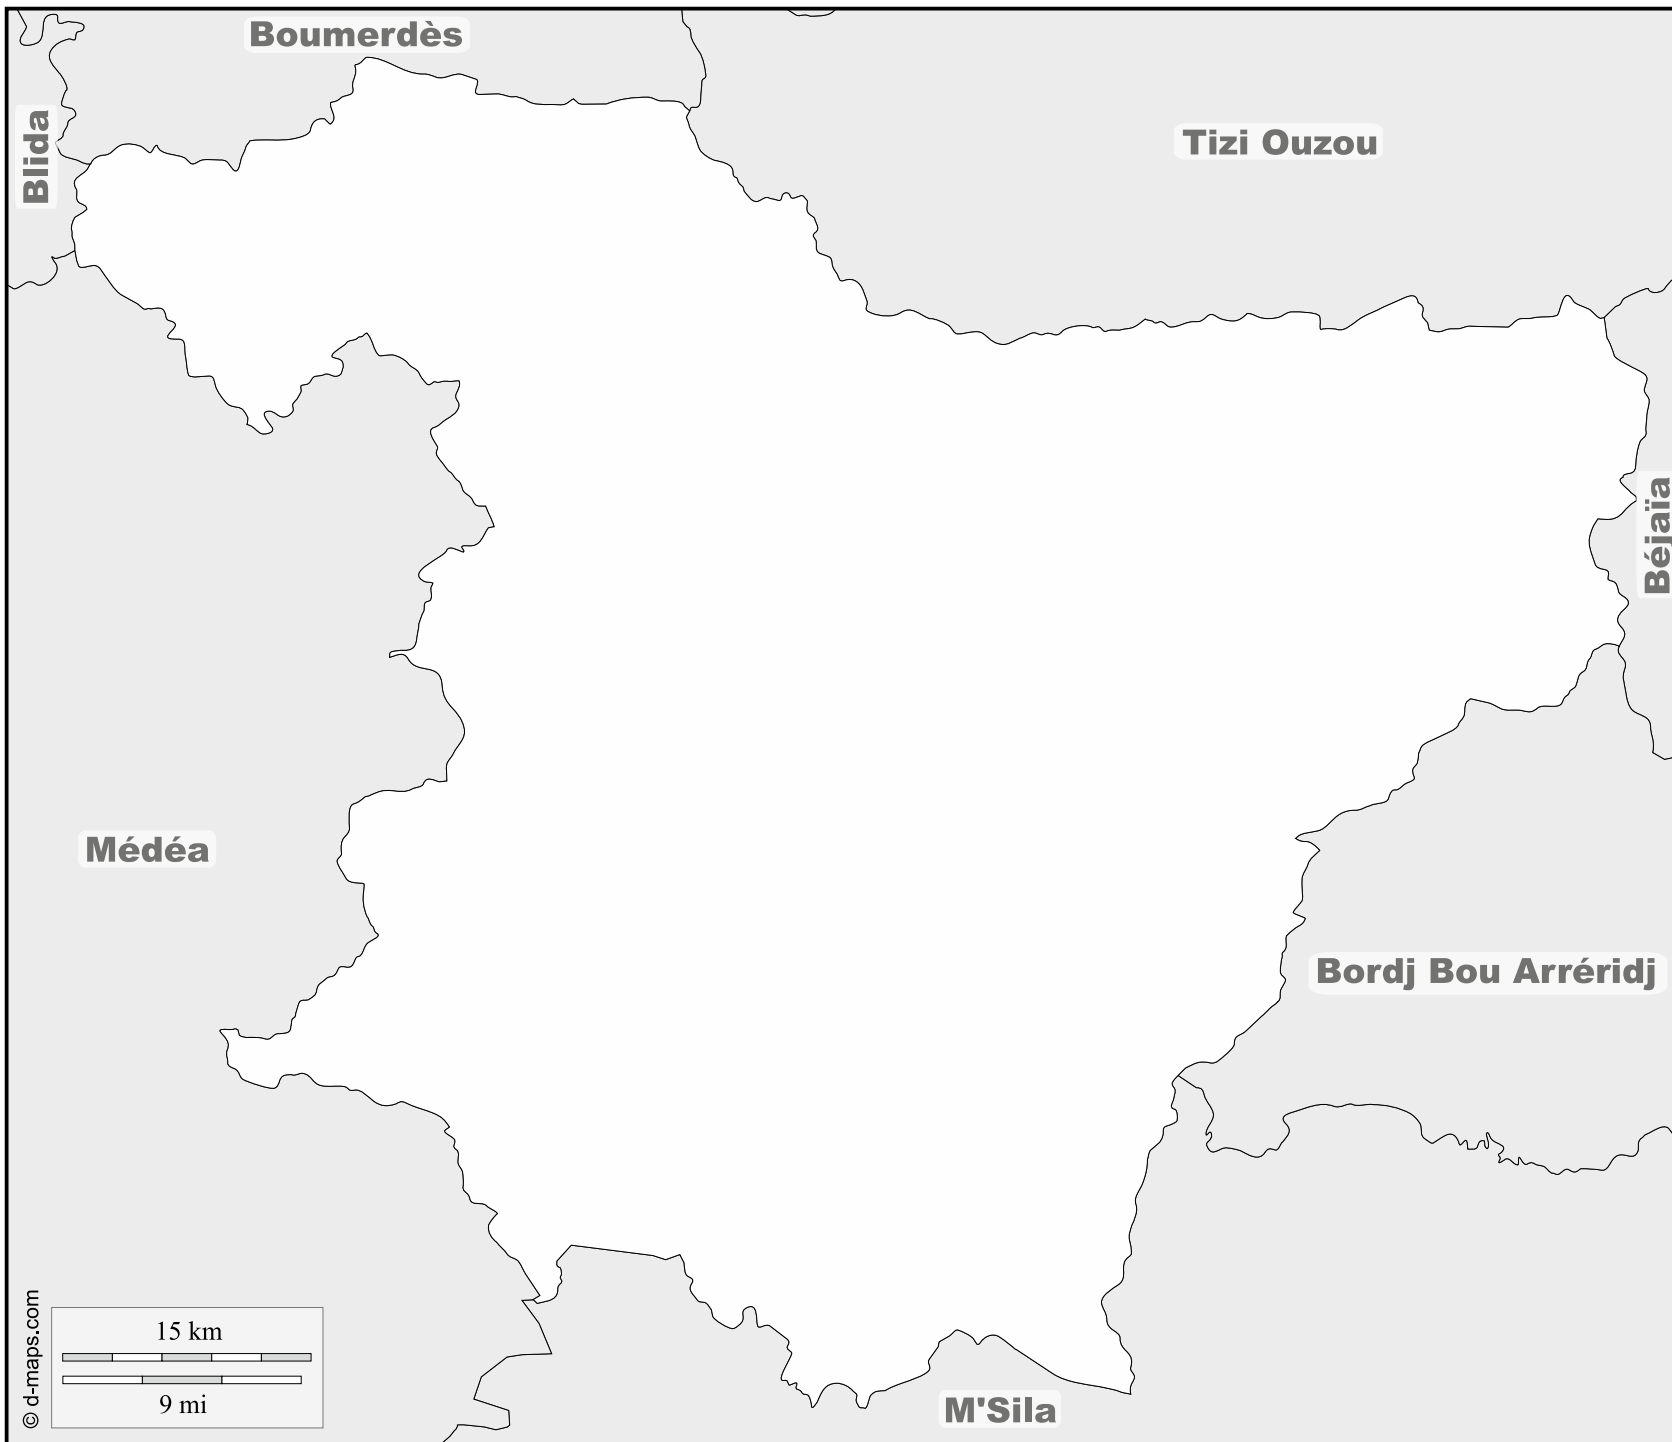 Boumerdès
Blida
Tizi Ouzou
Béjaïa
Médéa
Bordj Bou Arréridj
M'Sila
15 km
9 mi
© d-maps.com